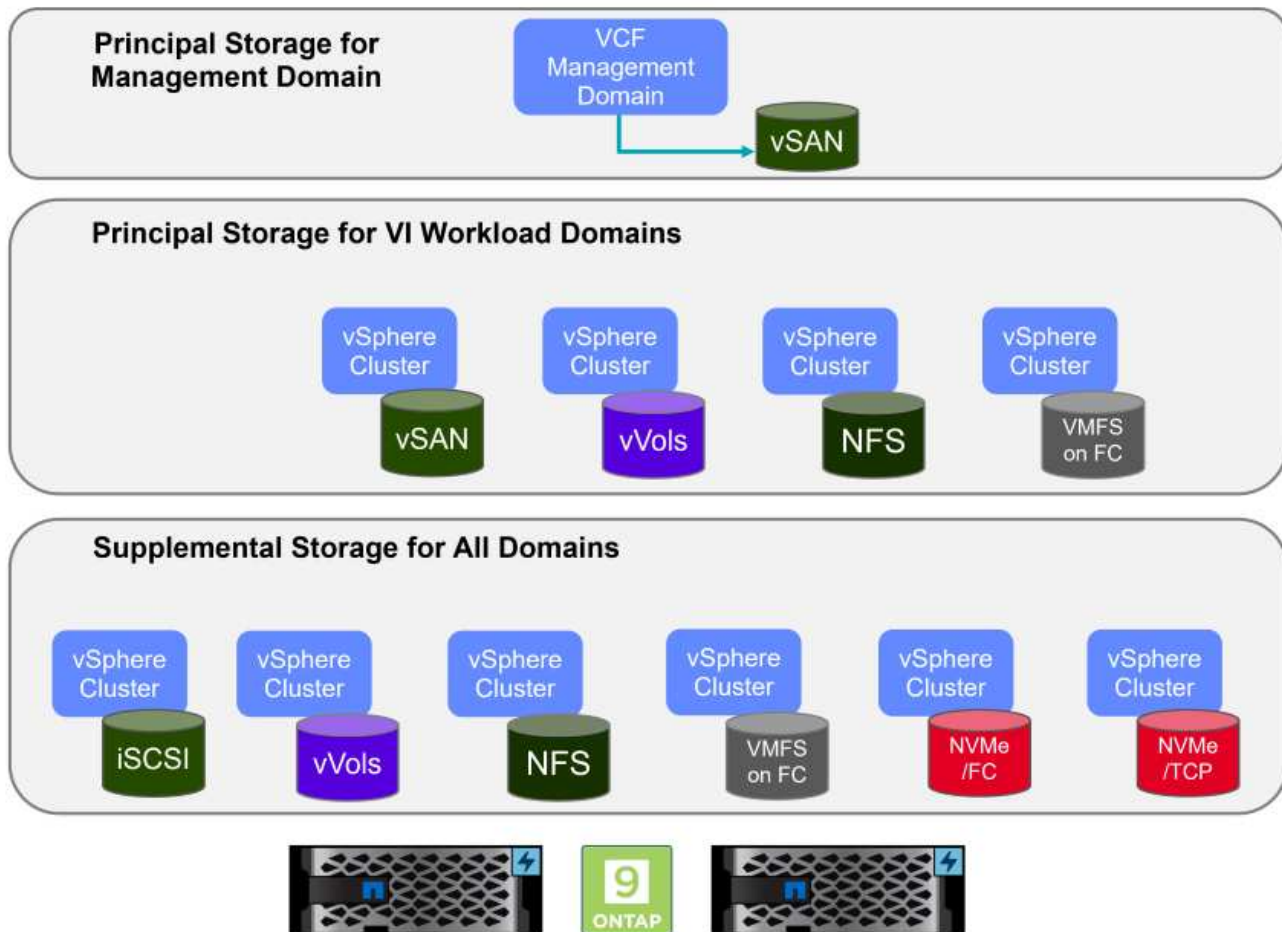 Principal Storage for
Management Domain
VCF
Management
Domain
vSAN
Principal Storage for VI Workload Domains
vSphere
Cluster
vSAN
vSphere
Cluster
vVols
vSphere
Cluster
NFS
vSphere
Cluster
VMFS
on FC
Supplemental Storage for All Domains
vSphere
Cluster
iSCSI
vSphere
Cluster
vVols
vSphere
Cluster
NFS
vSphere
Cluster
VMFS
on FC
vSphere
Cluster
NVMe
/FC
vSphere
Cluster
NVMe
/TCP
9
ONTAP